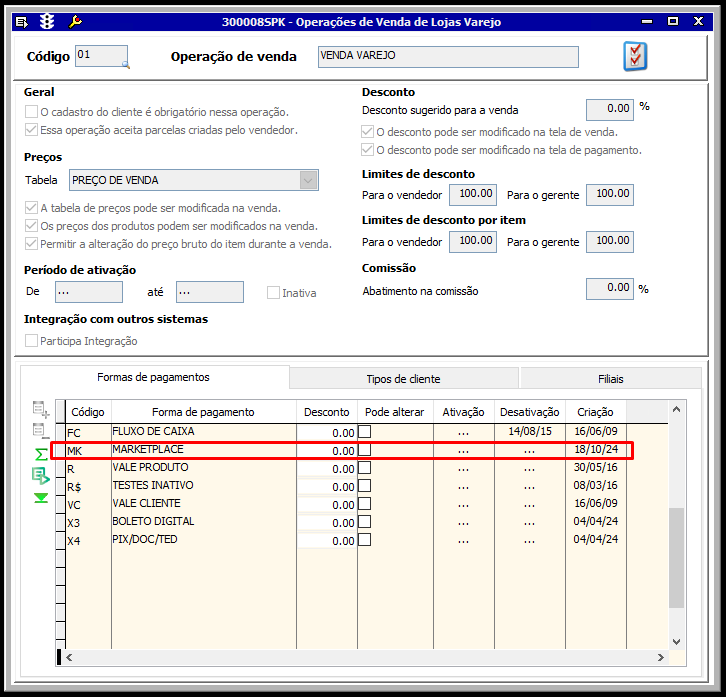 300008SPK - Operações de Venda de Lojas Varejo
Código 01 Operação de venda VENDA VAREJO
Geral
O cadastro do cliente é obrigatório nessa operação.
Essa operação aceita parcelas criadas pelo vendedor.
Preços
Tabela PREÇO DE VENDA
A tabela de preços pode ser modificada na venda.
Os preços dos produtos podem ser modificados na venda.
Permitir a alteração do preço bruto do item durante a venda.
Período de ativação
De ... até ... Inativa
Integração com outros sistemas
Participa Integração
Desconto
Desconto sugerido para a venda 0.00 %
O desconto pode ser modificado na tela de venda.
O desconto pode ser modificado na tela de pagamento.
Limites de desconto
Para o vendedor 100.00 Para o gerente 100.00
Limites de desconto por item
Para o vendedor 100.00 Para o gerente 100.00
Comissão
Abatimento na comissão 0.00 %
Formas de pagamentos Tipos de cliente Filiais
Código Forma de pagamento Desconto Pode alterar Ativação Desativação Criação
FC FLUXO DE CAIXA 0.00 ... 14/08/15 16/06/09
MK MARKETPLACE 0.00 ... ... 18/10/24
R VALE PRODUTO 0.00 ... ... 30/05/16
R$ TESTES INATIVO 0.00 ... ... 08/03/16
VC VALE CLIENTE 0.00 ... ... 16/06/09
X3 BOLETO DIGITAL 0.00 ... ... 04/04/24
X4 PIX/DOC/TED 0.00 ... ... 04/04/24